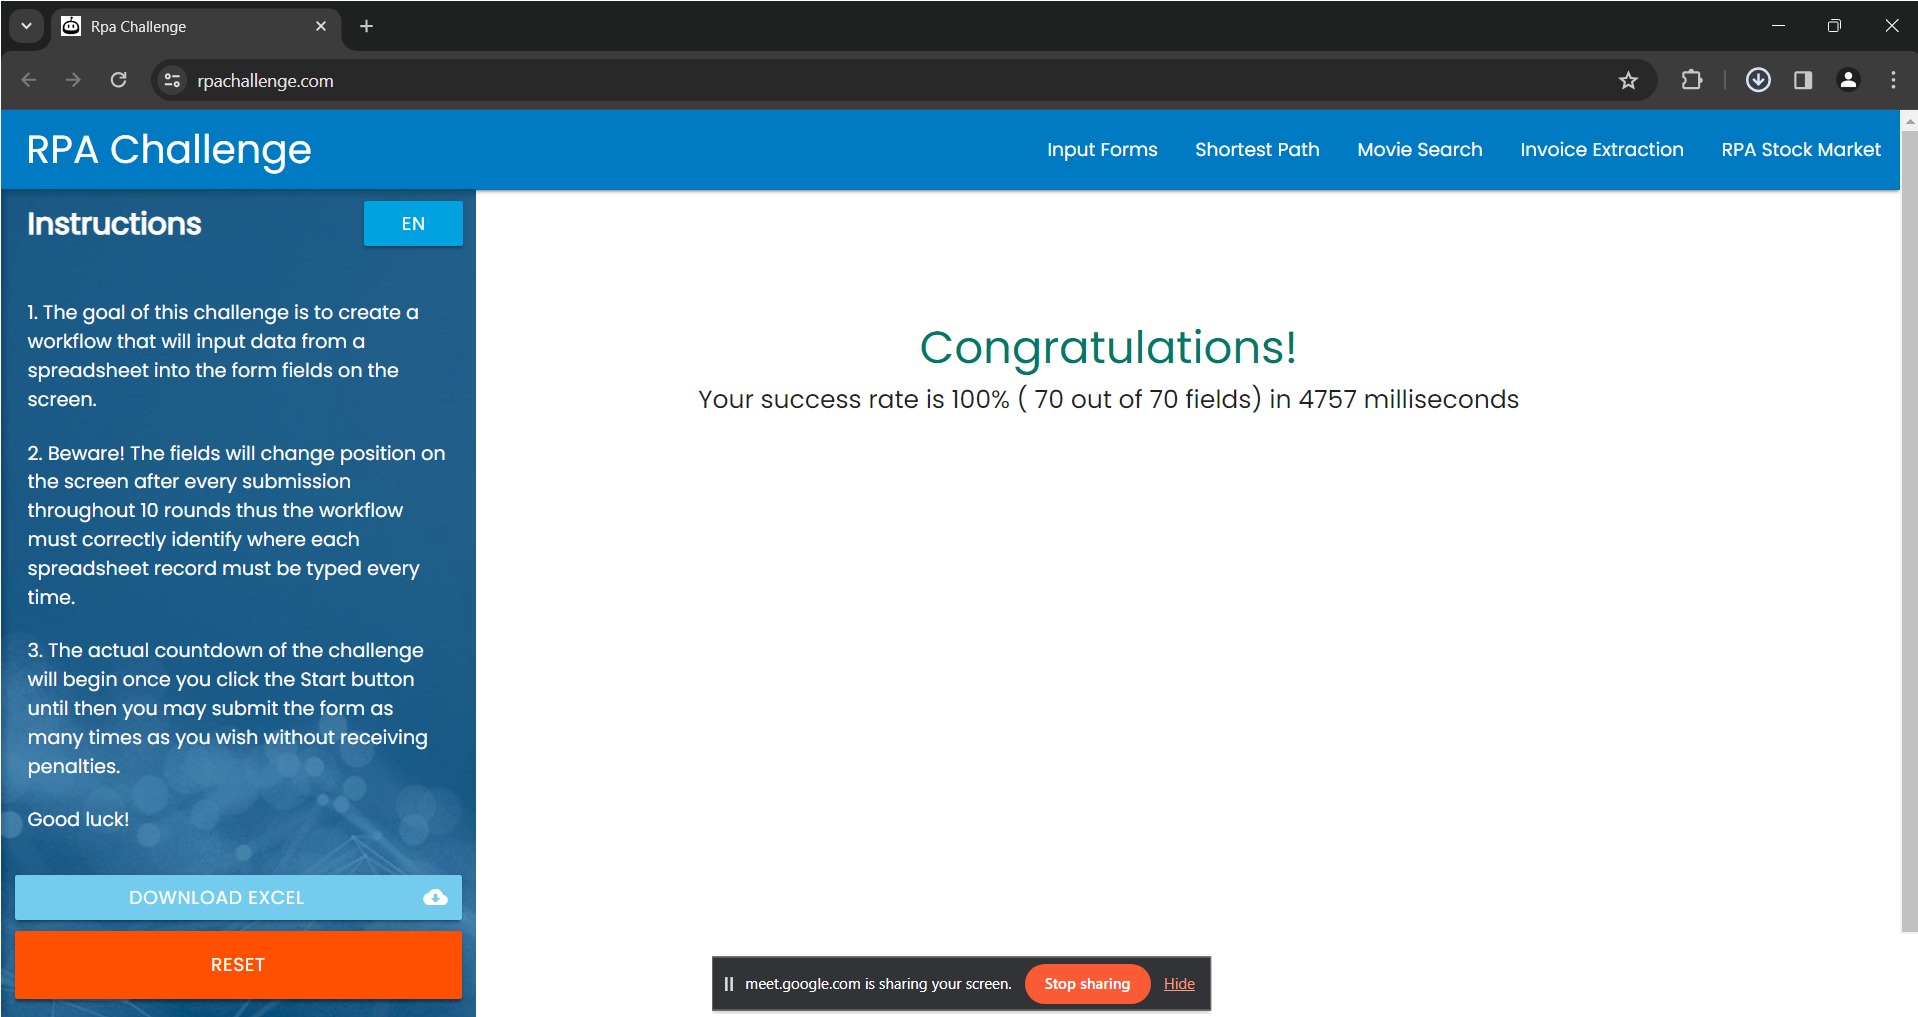 Rpa Challenge
rpachallenge.com
RPA Challenge
Input Forms Shortest Path Movie Search Invoice Extraction RPA Stock Market
Instructions
EN
1. The goal of this challenge is to create a
workflow that will input data from a
spreadsheet into the form fields on the
screen.
2. Beware! The fields will change position on
the screen after every submission
throughout 10 rounds thus the workflow
must correctly identify where each
spreadsheet record must be typed every
time.
3. The actual countdown of the challenge
will begin once you click the Start button
until then you may submit the form as
many times as you wish without receiving
penalties.
Good luck!
DOWNLOAD EXCEL
RESET
Congratulations!
Your success rate is 100% ( 70 out of 70 fields) in 4757 milliseconds
meet.google.com is sharing your screen. Stop sharing Hide